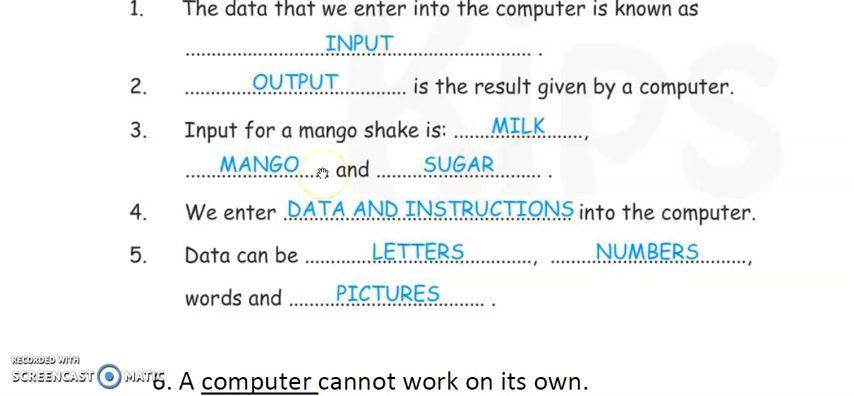 1. The data that we enter into the computer is known as
INPUT .
2. OUTPUT is the result given by a computer.
3. Input for a mango shake is: MILK,
MANGO and SUGAR .
4. We enter DATA AND INSTRUCTIONS into the computer.
5. Data can be LETTERS, NUMBERS,
words and PICTURES .
RECORDED WITH
SCREENCAST MATIC
6. A computer cannot work on its own.
Kips